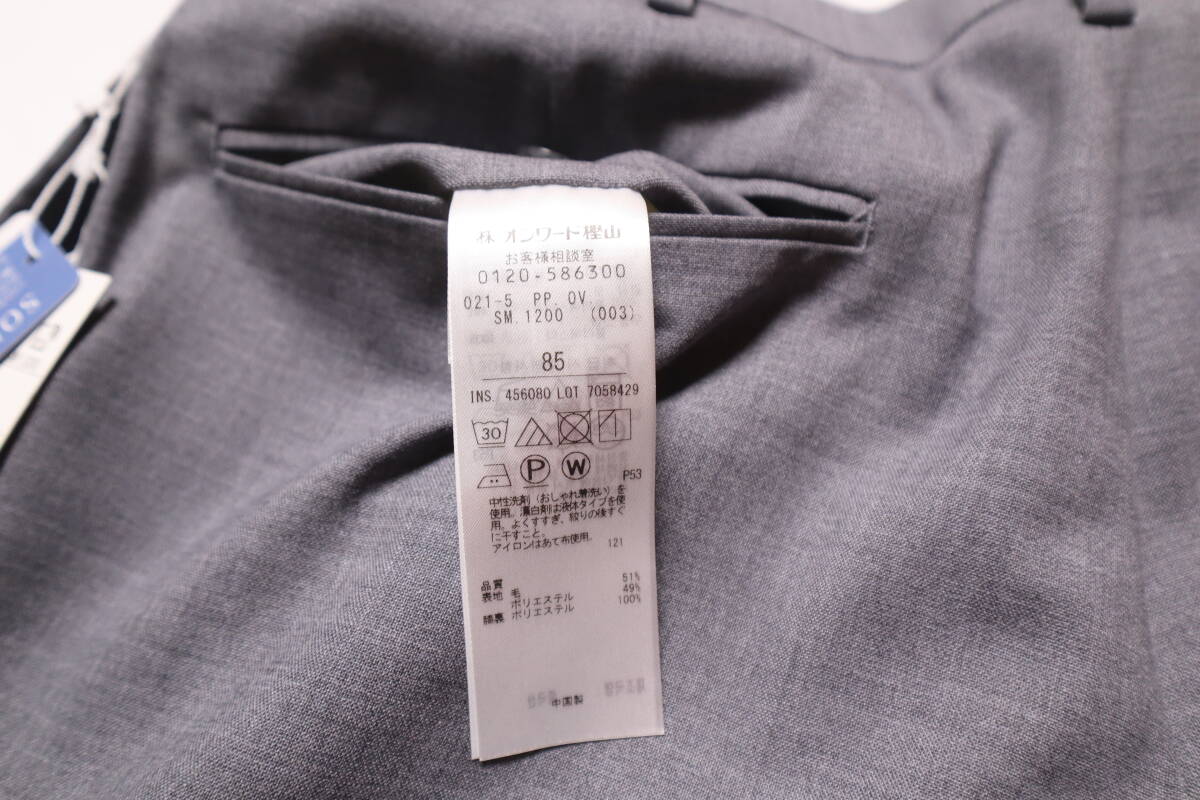 ㈱ オンワード樫山
お客様相談室
0120-586300
021-5 PP. OV.
SM. 1200 (003)
85
INS. 456080 LOT 7058429
30
P W
P53
中性洗剤（おしゃれ着洗い）を
使用。漂白剤は液体タイプを使
用。よくすすぎ、絞りの後すぐ
に干すこと。
アイロンはあて布使用。 121
品質
表地 毛 51%
ポリエステル 49%
膝裏 ポリエステル 100%
中国製